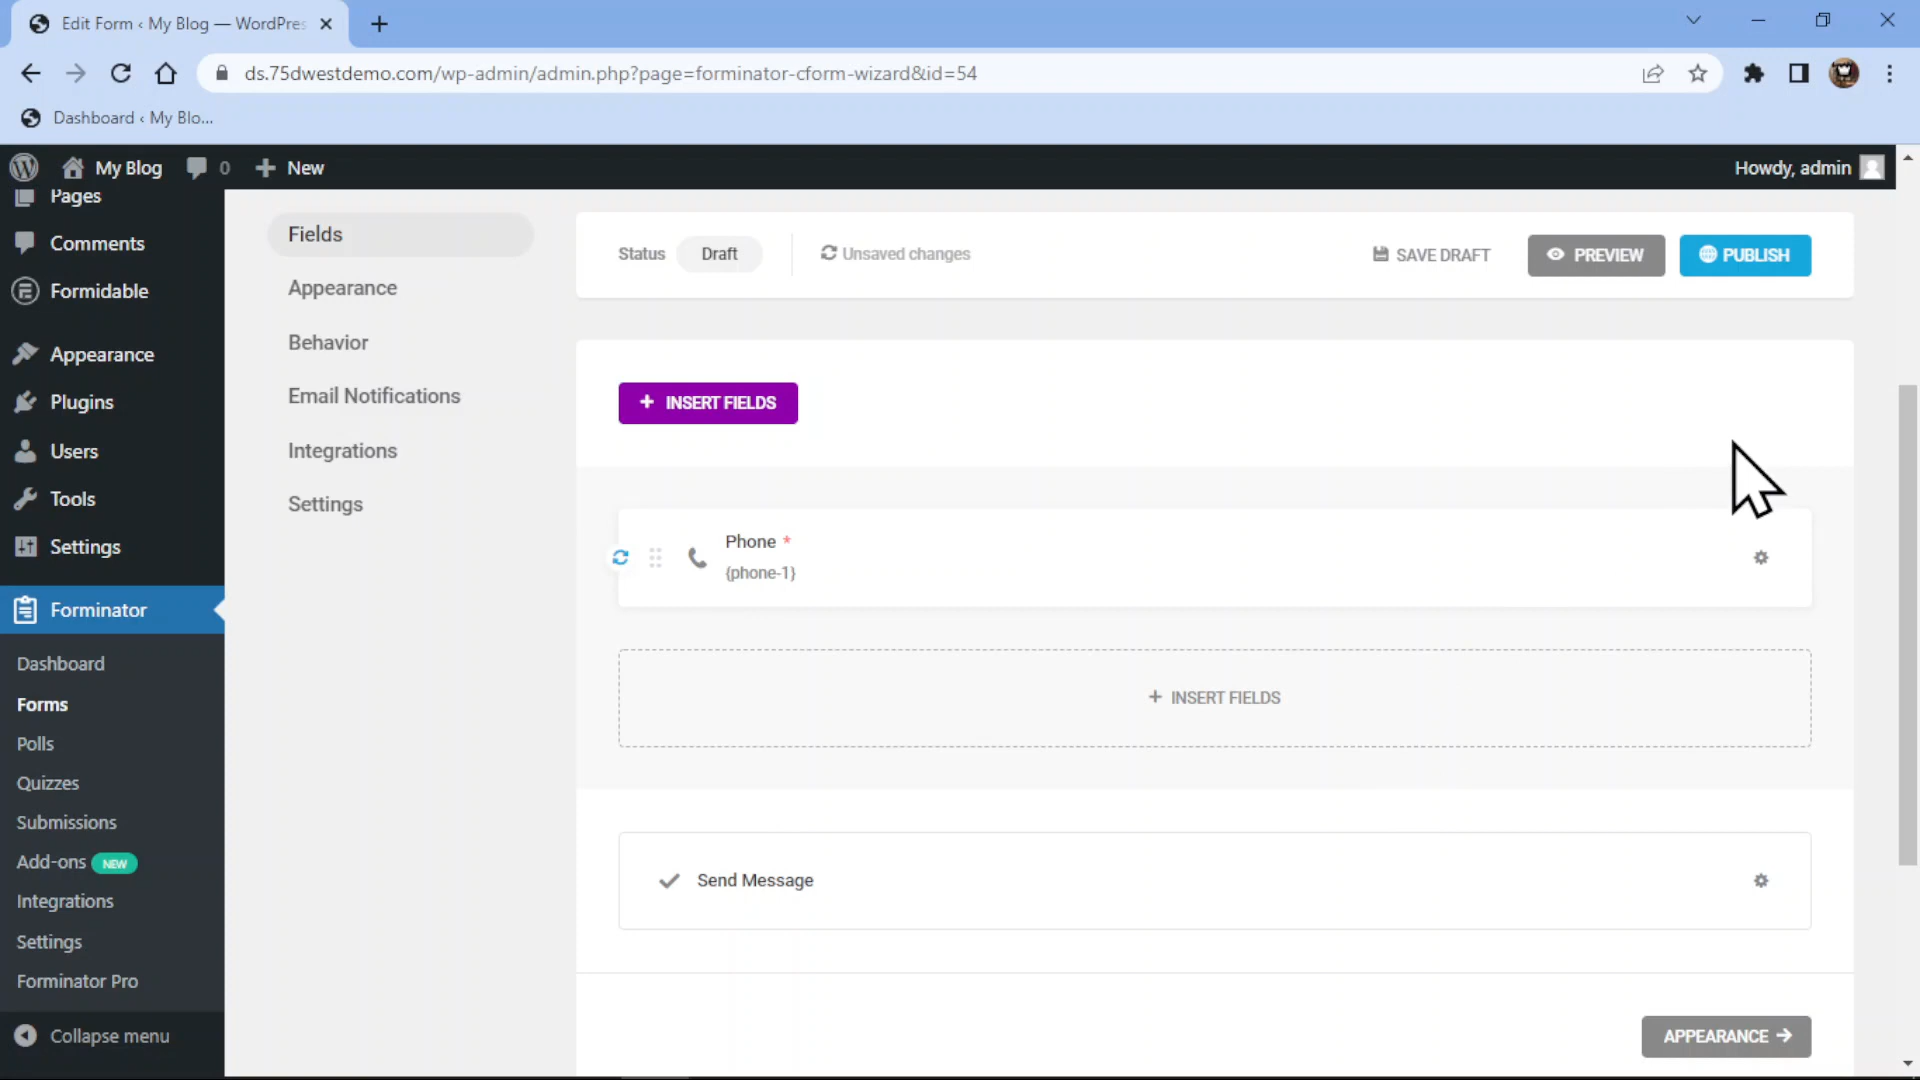 Edit Form ‹ My Blog — WordPres
ds.75dwestdemo.com/wp-admin/admin.php?page=forminator-cform-wizard&id=54
Dashboard ‹ My Blo...
My Blog 0 New Howdy, admin
Pages
Comments
Formidable
Appearance
Plugins
Users
Tools
Settings
Forminator
Dashboard
Forms
Polls
Quizzes
Submissions
Add-ons NEW
Integrations
Settings
Forminator Pro
Collapse menu
Fields
Appearance
Behavior
Email Notifications
Integrations
Settings
Status Draft Unsaved changes SAVE DRAFT PREVIEW PUBLISH
+ INSERT FIELDS
Phone *
{phone-1}
+ INSERT FIELDS
Send Message
APPEARANCE →